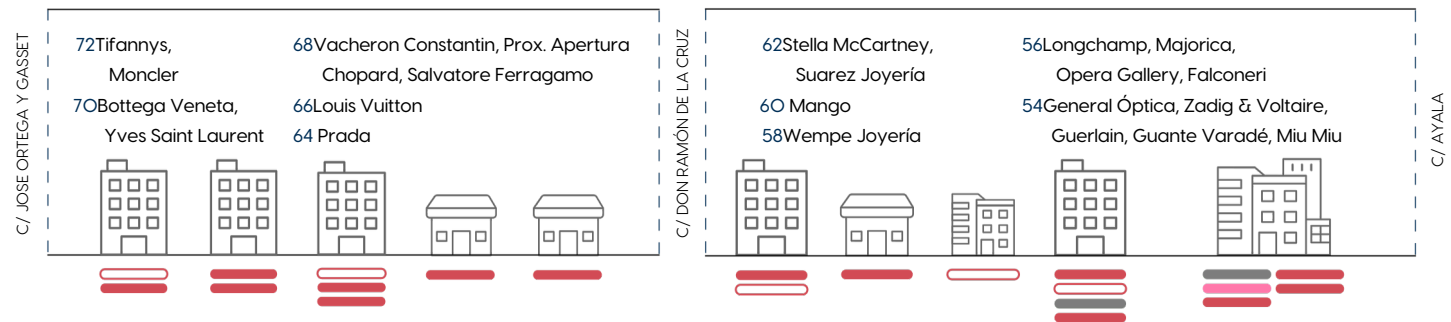 C/ JOSE ORTEGA Y GASSET
72Tifannys,
Moncler
70Bottega Veneta,
Yves Saint Laurent
68Vacheron Constantin, Prox. Apertura
Chopard, Salvatore Ferragamo
66Louis Vuitton
64 Prada
C/ DON RAMÓN DE LA CRUZ
62Stella McCartney,
Suarez Joyería
60 Mango
58Wempe Joyería
56Longchamp, Majorica,
Opera Gallery, Falconeri
54General Óptica, Zadig & Voltaire,
Guerlain, Guante Varadé, Miu Miu
C/ AYALA